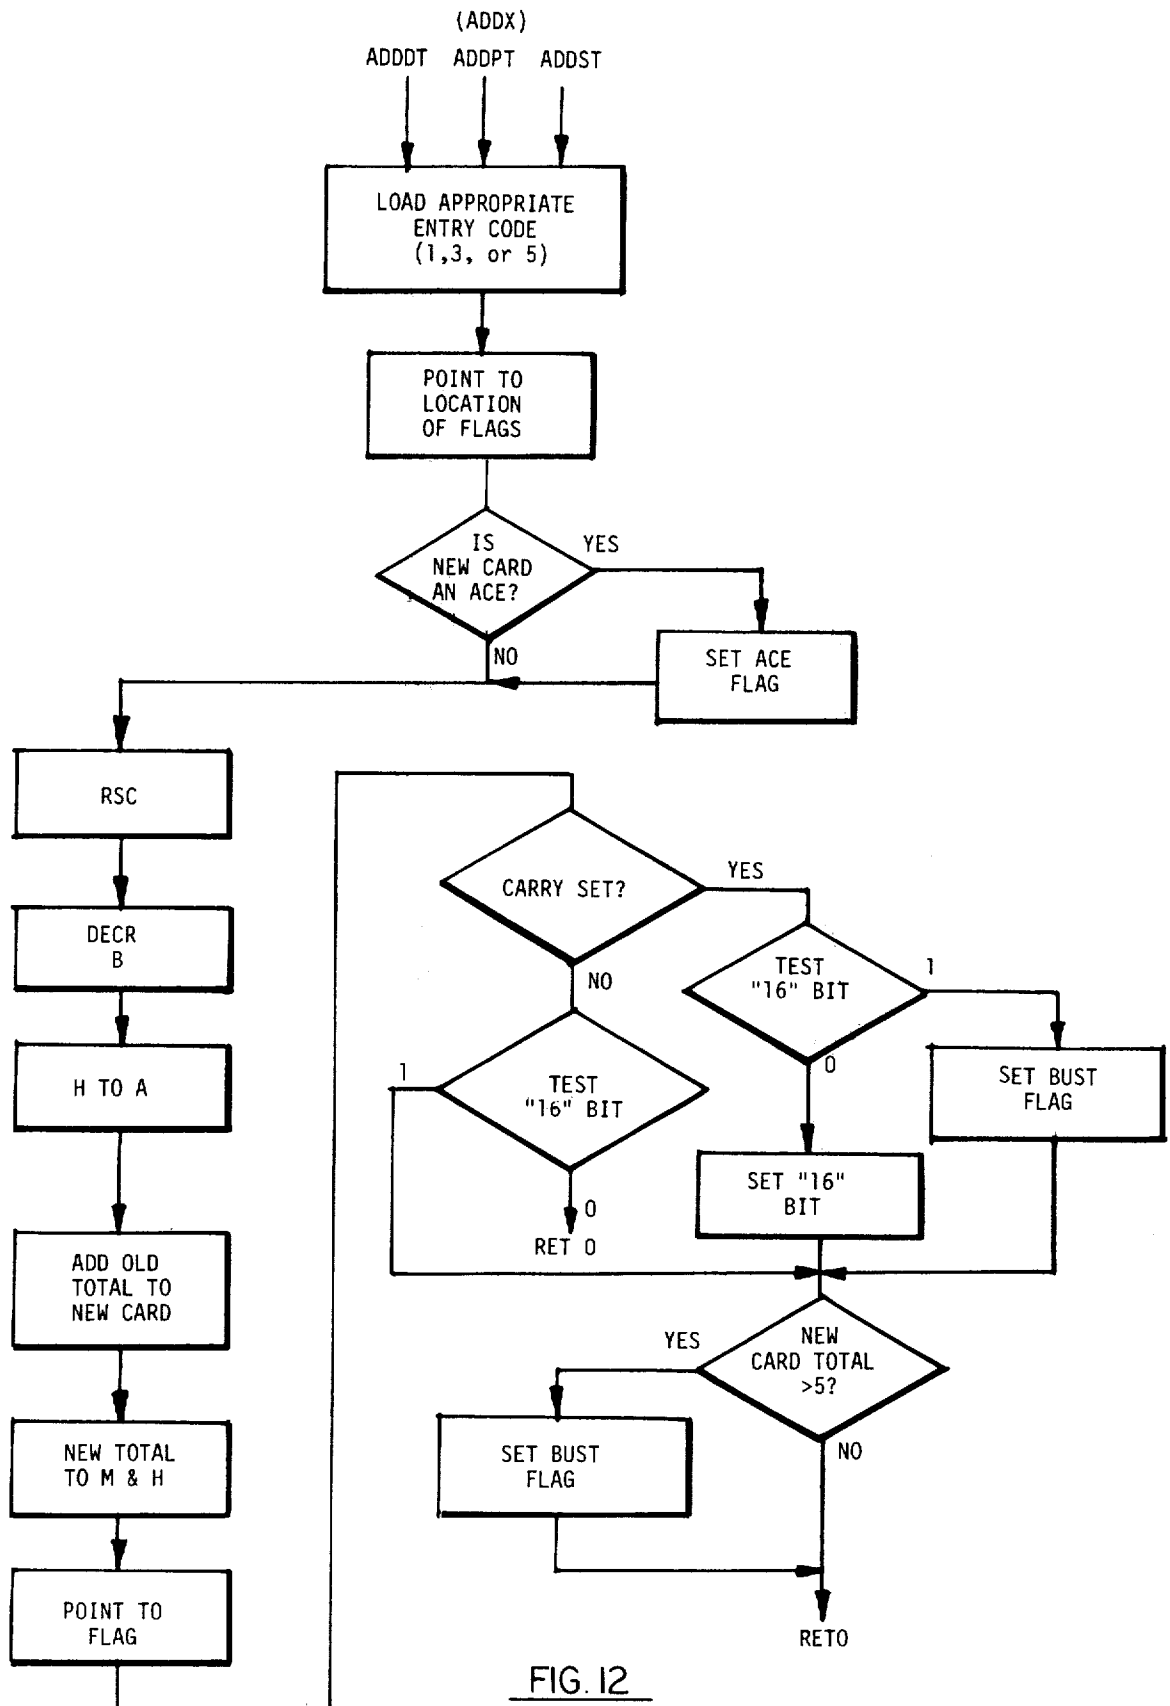 (ADDX)
ADDDT ADDPT ADDST
LOAD APPROPRIATE
ENTRY CODE
(1,3, or 5)
POINT TO
LOCATION
OF FLAGS
IS
NEW CARD
AN ACE?
YES
NO
SET ACE
FLAG
RSC
DECR
B
H TO A
ADD OLD
TOTAL TO
NEW CARD
NEW TOTAL
TO M & H
POINT TO
FLAG
CARRY SET?
YES
NO
TEST
"16" BIT
1
0
SET BUST
FLAG
TEST
"16" BIT
1
0
RET 0
SET "16"
BIT
NEW
CARD TOTAL
>5?
YES
NO
SET BUST
FLAG
RETO
FIG. 12